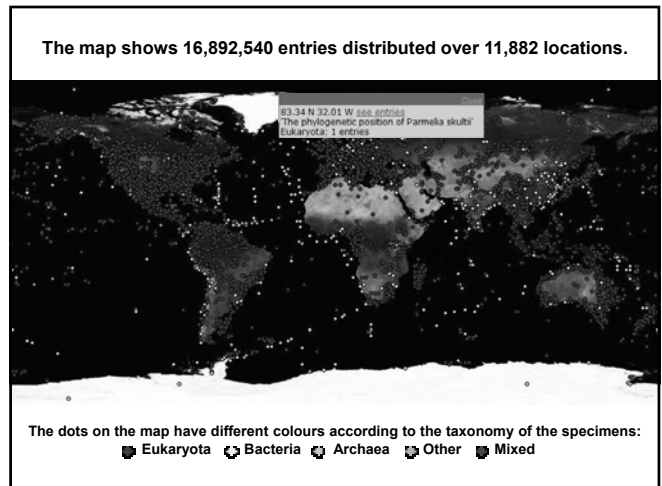 The map shows 16,892,540 entries distributed over 11,882 locations.
Close
83.34 N 32.01 W see entries
'The phylogenetic position of Parmelia skultii'
Eukaryota: 1 entries
The dots on the map have different colours according to the taxonomy of the specimens:
Eukaryota Bacteria Archaea Other Mixed